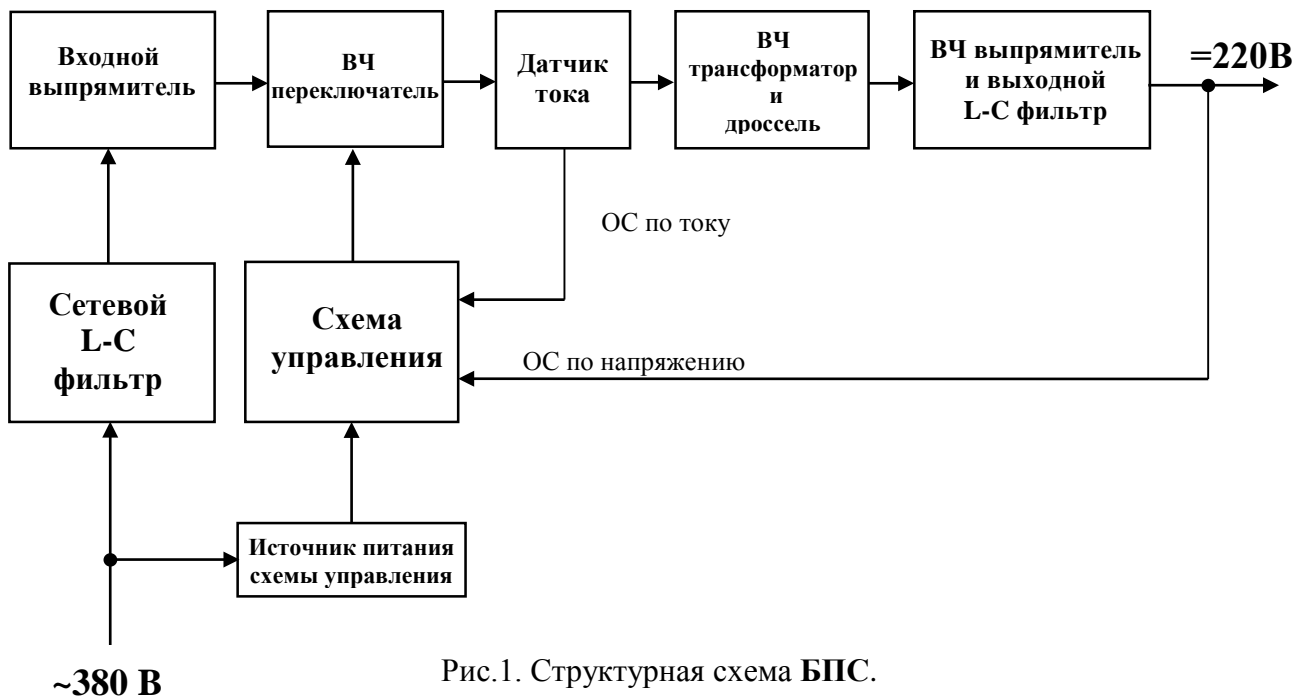 Входной
выпрямитель
ВЧ
переключатель
Датчик
тока
ВЧ
трансформатор
и
дроссель
ВЧ выпрямитель
и выходной
L-C фильтр
=220В
ОС по току
Сетевой
L-C
фильтр
Схема
управления
ОС по напряжению
Источник питания
схемы управления
~380 В
Рис.1. Структурная схема БПС.